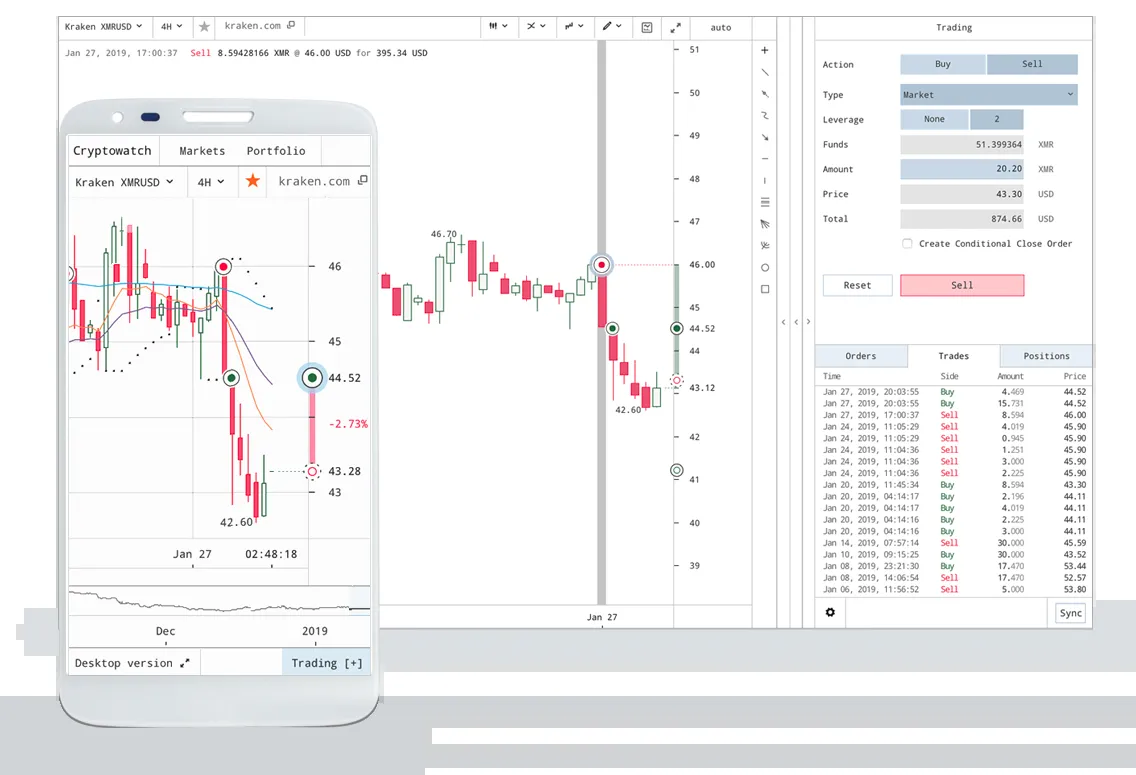 Kraken XMRUSD 4H kraken.com auto
Jan 27, 2019, 17:00:37 Sell 8.59428166 XMR @ 46.00 USD for 395.34 USD
51
50
49
48
47
46.70
46.00
45
44.52
44
43.12
42.60
42
41
40
39
Jan 27
Cryptowatch Markets Portfolio
Kraken XMRUSD 4H kraken.com
46
45
44.52
-2.73%
43.28
43
42.60
Jan 27 02:48:18
Dec 2019
Desktop version Trading [+]
Trading
Action Buy Sell
Type Market
Leverage None 2
Funds 51.399364 XMR
Amount 20.20 XMR
Price 43.30 USD
Total 874.66 USD
Create Conditional Close Order
Reset Sell
Orders Trades Positions
Time Side Amount Price
Jan 27, 2019, 20:03:55 Buy 4.469 44.52
Jan 27, 2019, 20:03:55 Buy 15.731 44.52
Jan 27, 2019, 17:00:37 Sell 8.594 46.00
Jan 24, 2019, 11:05:29 Sell 4.019 45.90
Jan 24, 2019, 11:05:29 Sell 0.945 45.90
Jan 24, 2019, 11:04:36 Sell 1.251 45.90
Jan 24, 2019, 11:04:36 Sell 3.000 45.90
Jan 24, 2019, 11:04:36 Sell 2.225 45.90
Jan 20, 2019, 11:45:34 Buy 8.594 43.30
Jan 20, 2019, 04:14:17 Buy 2.196 44.11
Jan 20, 2019, 04:14:17 Buy 4.019 44.11
Jan 20, 2019, 04:14:16 Buy 2.225 44.11
Jan 20, 2019, 04:14:16 Buy 3.000 44.11
Jan 14, 2019, 07:57:14 Sell 30.000 45.59
Jan 10, 2019, 09:15:25 Buy 30.000 43.52
Jan 08, 2019, 23:21:30 Buy 17.470 53.44
Jan 08, 2019, 14:06:54 Sell 17.470 52.57
Jan 06, 2019, 11:56:52 Sell 5.000 53.80
Sync